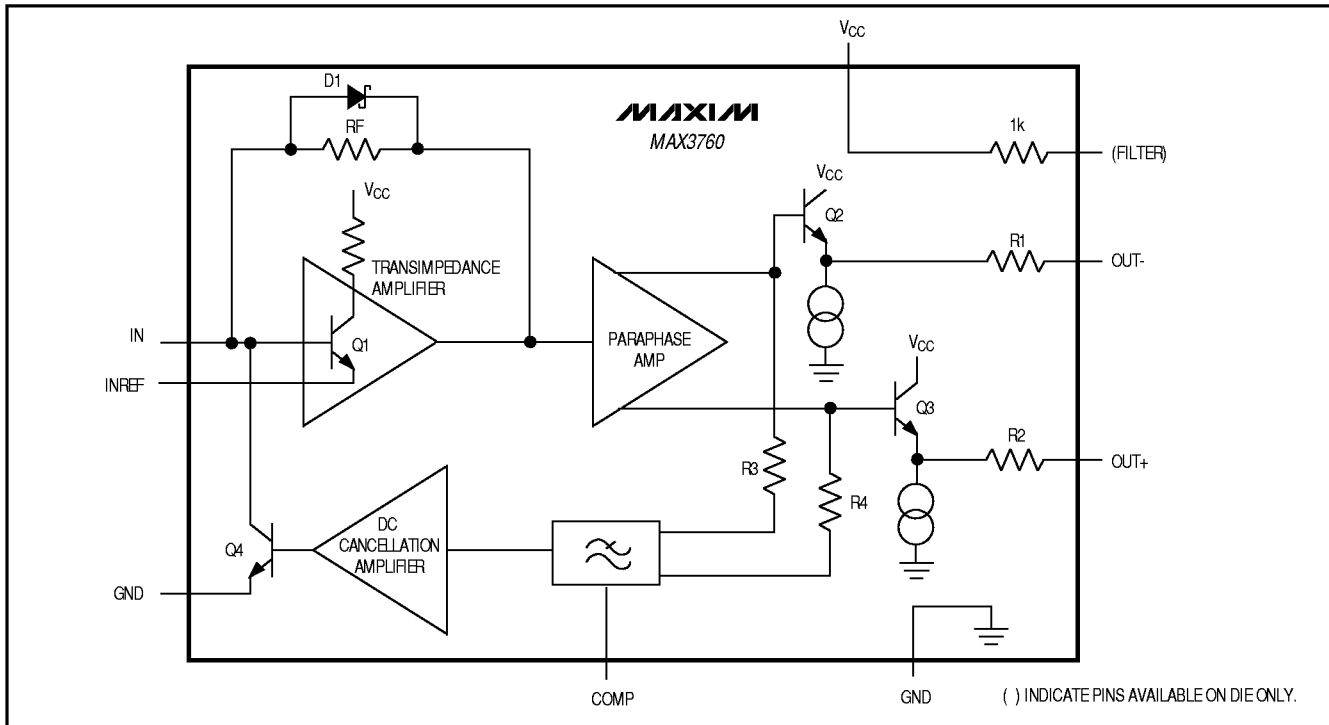 VCC
D1
MAXIM
MAX3760
RF
1k
(FILTER)
VCC
VCC
Q2
R1
OUT-
TRANSIMPEDANCE
AMPLIFIER
IN
Q1
PARAPHASE
AMP
VCC
INREF
Q3
R2
OUT+
R3
R4
DC
CANCELLATION
AMPLIFIER
Q4
GND
COMP
GND
( ) INDICATE PINS AVAILABLE ON DIE ONLY.